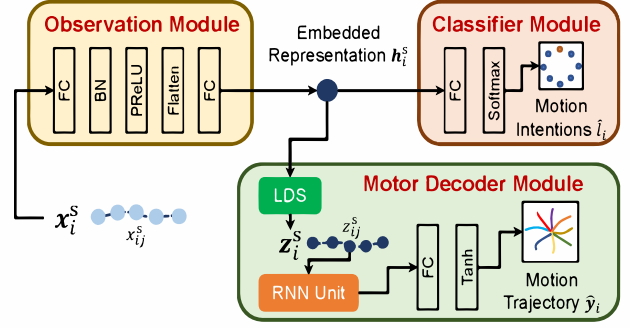 Observation Module
FC
BN
PReLU
Flatten
FC
Embedded
Representation h_i^s
Classifier Module
FC
Softmax
Motion
Intentions l̂_i
x_i^s
x_ij^s
Motor Decoder Module
LDS
z_i^s
z_ij^s
RNN Unit
FC
Tanh
Motion
Trajectory ŷ_i